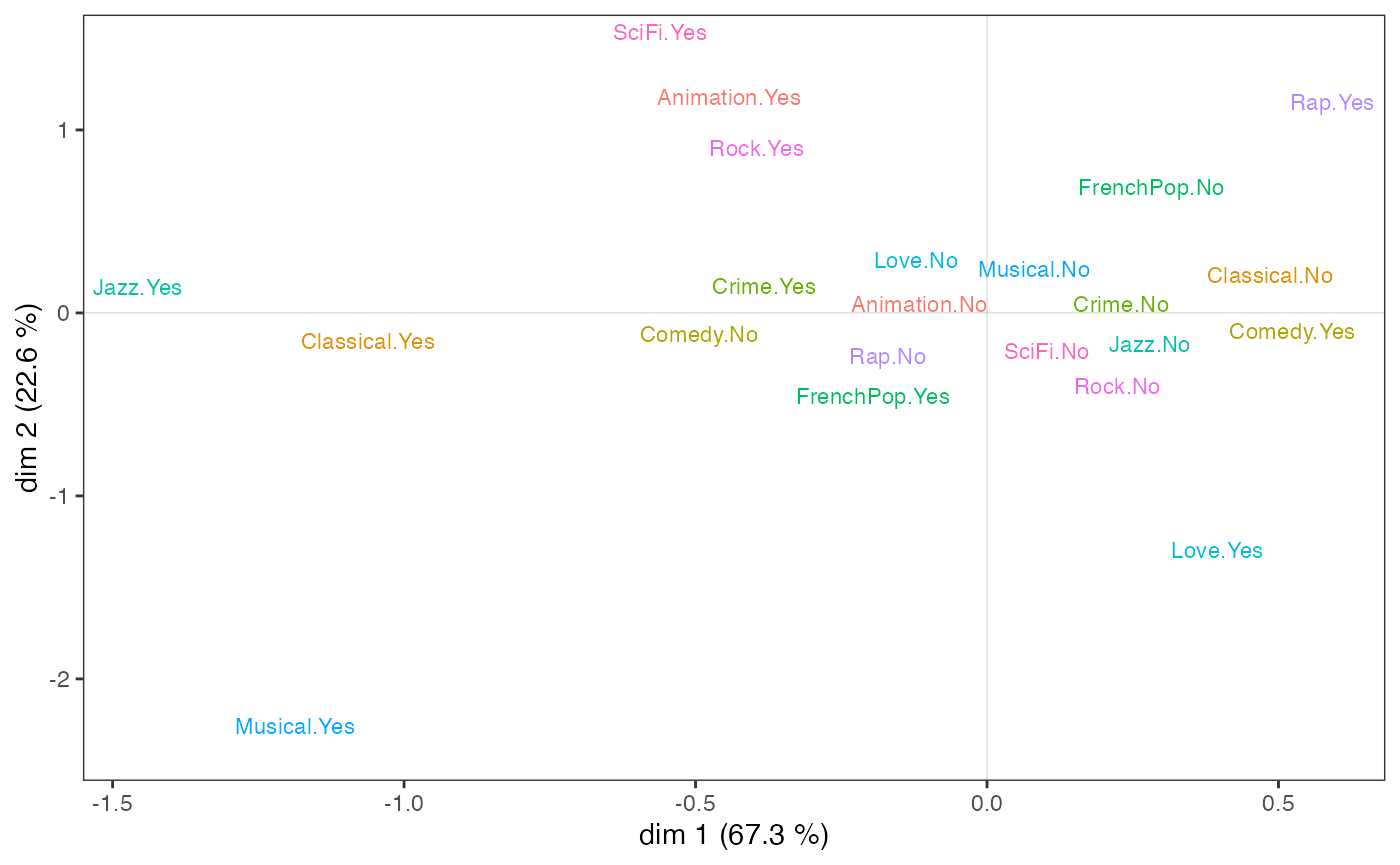 SciFi.Yes
Animation.Yes
Rap.Yes
1
Rock.Yes
FrenchPop.No
Love.No
Musical.No
Classical.No
Jazz.Yes
Crime.Yes
Animation.No
Crime.No
0
Classical.Yes
Comedy.No
Comedy.Yes
Rap.No
SciFi.No
Jazz.No
Rock.No
FrenchPop.Yes
dim 2 (22.6 %)
-1
Love.Yes
-2
Musical.Yes
-1.5 -1.0 -0.5 0.0 0.5
dim 1 (67.3 %)